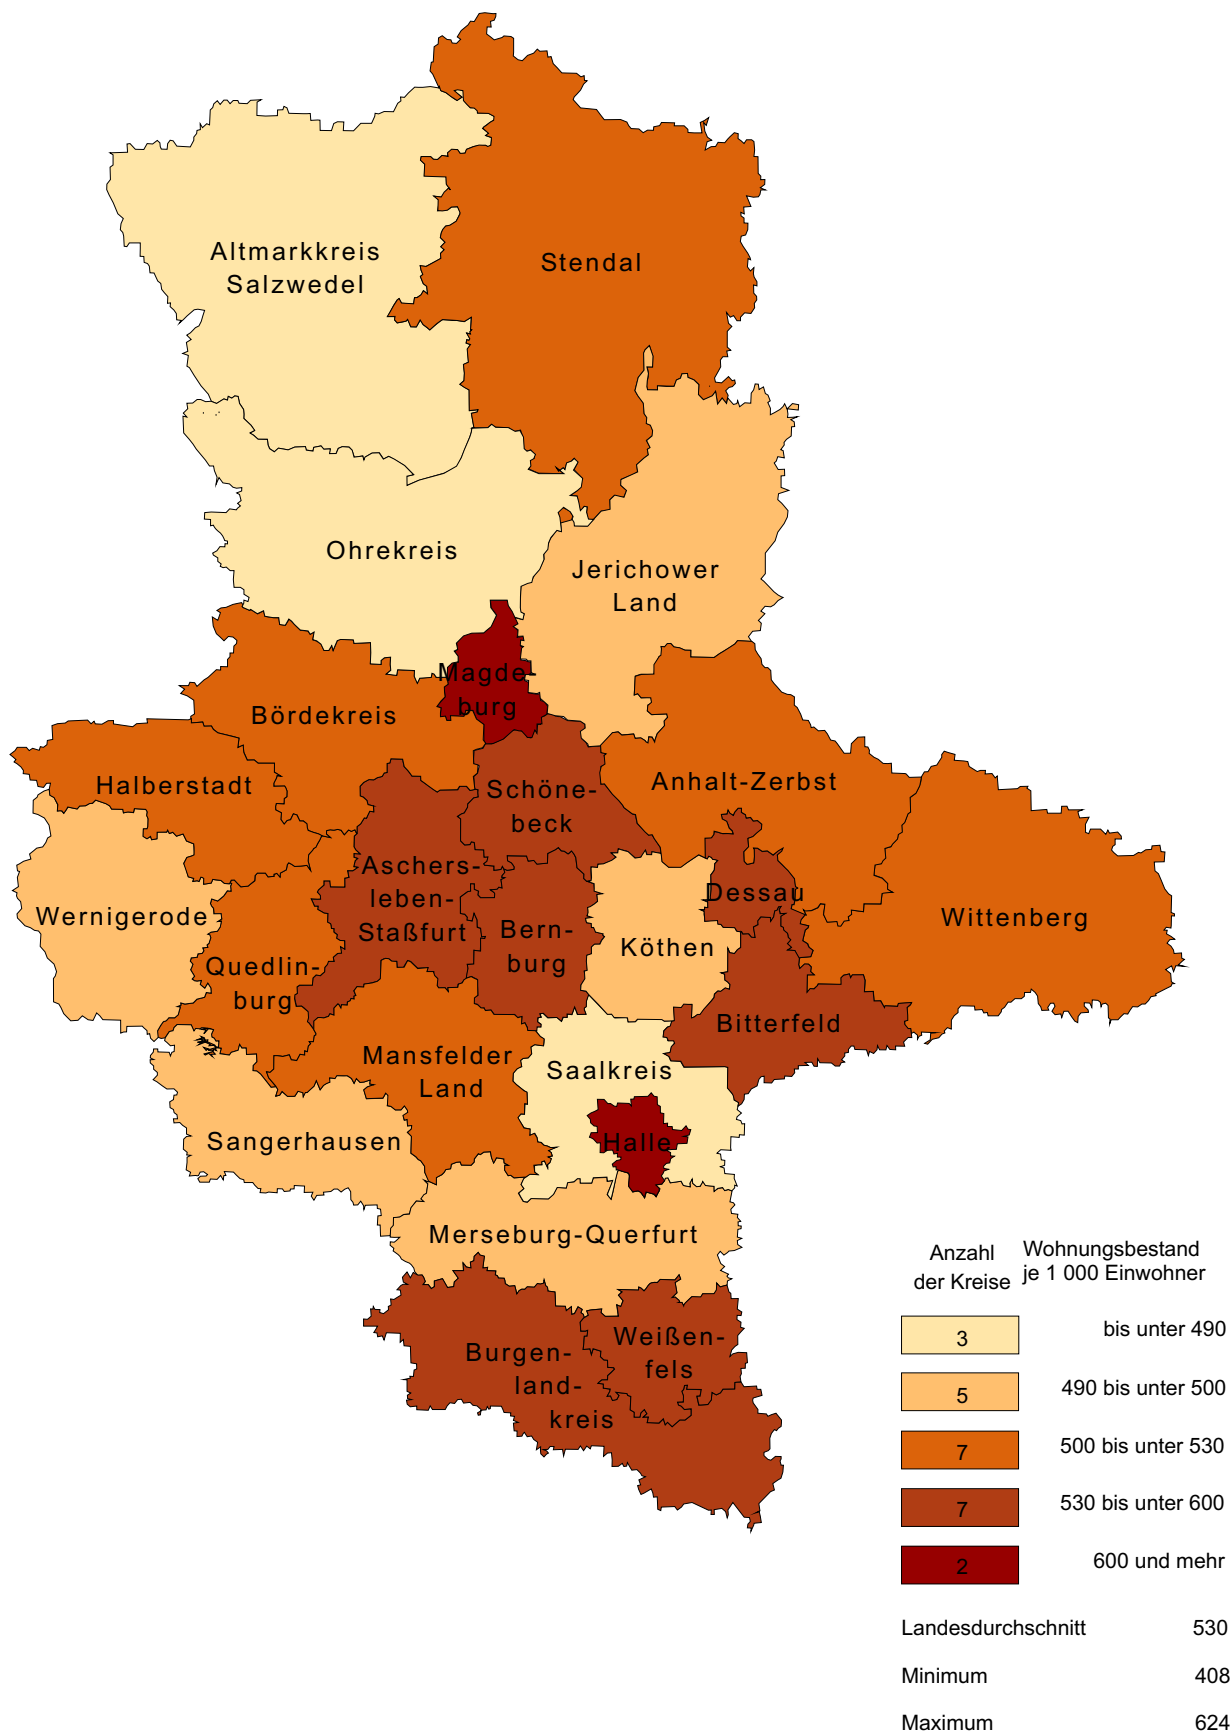 Altmarkkreis
Salzwedel
Stendal
Ohrekreis
Jerichower
Land
Magde-
burg
Bördekreis
Halberstadt
Schöne-
beck
Anhalt-Zerbst
Aschers-
leben-
Staßfurt
Wernigerode
Dessau
Wittenberg
Bern-
burg
Köthen
Quedlin-
burg
Bitterfeld
Mansfelder
Land
Saalkreis
Sangerhausen
Halle
Merseburg-Querfurt
Weißen-
fels
Burgen-
land-
kreis
Anzahl
der Kreise
Wohnungsbestand
je 1 000 Einwohner
3 bis unter 490
5 490 bis unter 500
7 500 bis unter 530
7 530 bis unter 600
2 600 und mehr
Landesdurchschnitt 530
Minimum 408
Maximum 624